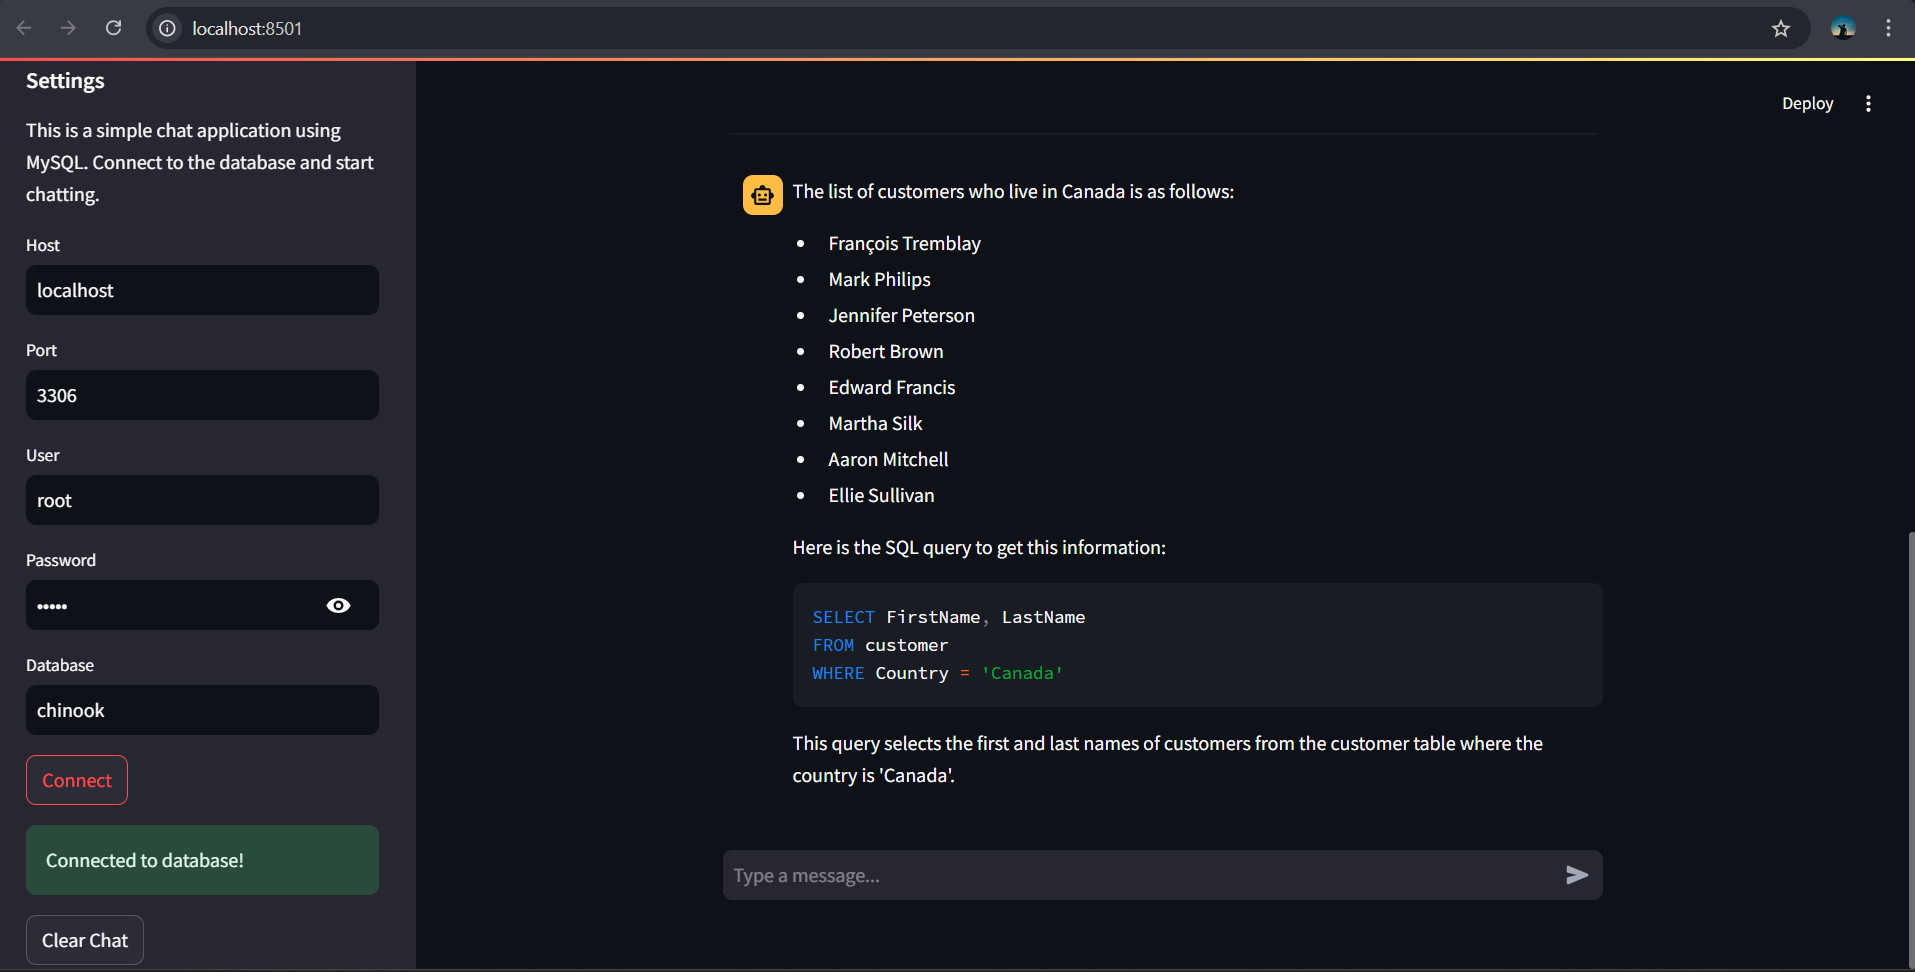 localhost:8501
Settings
This is a simple chat application using
MySQL. Connect to the database and start
chatting.
Host
localhost
Port
3306
User
root
Password
•••••
Database
chinook
Connect
Connected to database!
Clear Chat
Deploy
The list of customers who live in Canada is as follows:
• François Tremblay
• Mark Philips
• Jennifer Peterson
• Robert Brown
• Edward Francis
• Martha Silk
• Aaron Mitchell
• Ellie Sullivan
Here is the SQL query to get this information:
SELECT FirstName, LastName
FROM customer
WHERE Country = 'Canada'
This query selects the first and last names of customers from the customer table where the
country is 'Canada'.
Type a message...